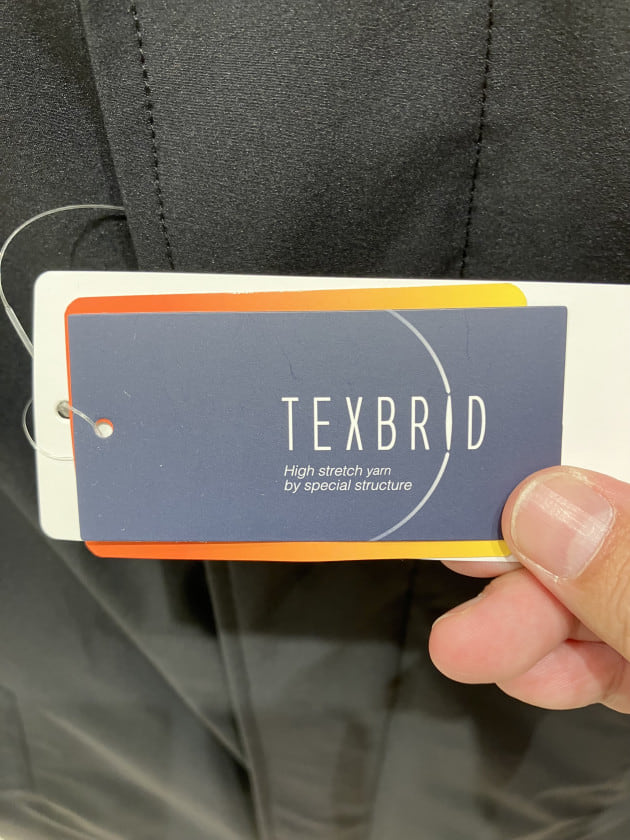 TEXBRID
High stretch yarn
by special structure